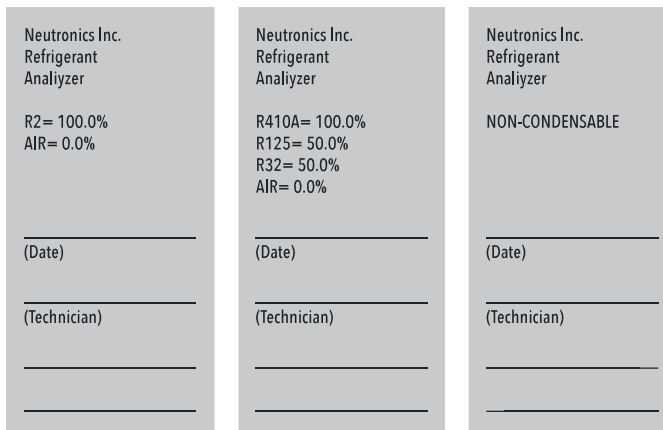 Neutronics Inc.
Refrigerant
Analiyzer
R2= 100.0%
AIR= 0.0%
(Date)
(Technician)
Neutronics Inc.
Refrigerant
Analiyzer
R410A= 100.0%
R125= 50.0%
R32= 50.0%
AIR= 0.0%
(Date)
(Technician)
Neutronics Inc.
Refrigerant
Analiyzer
NON-CONDENSABLE
(Date)
(Technician)